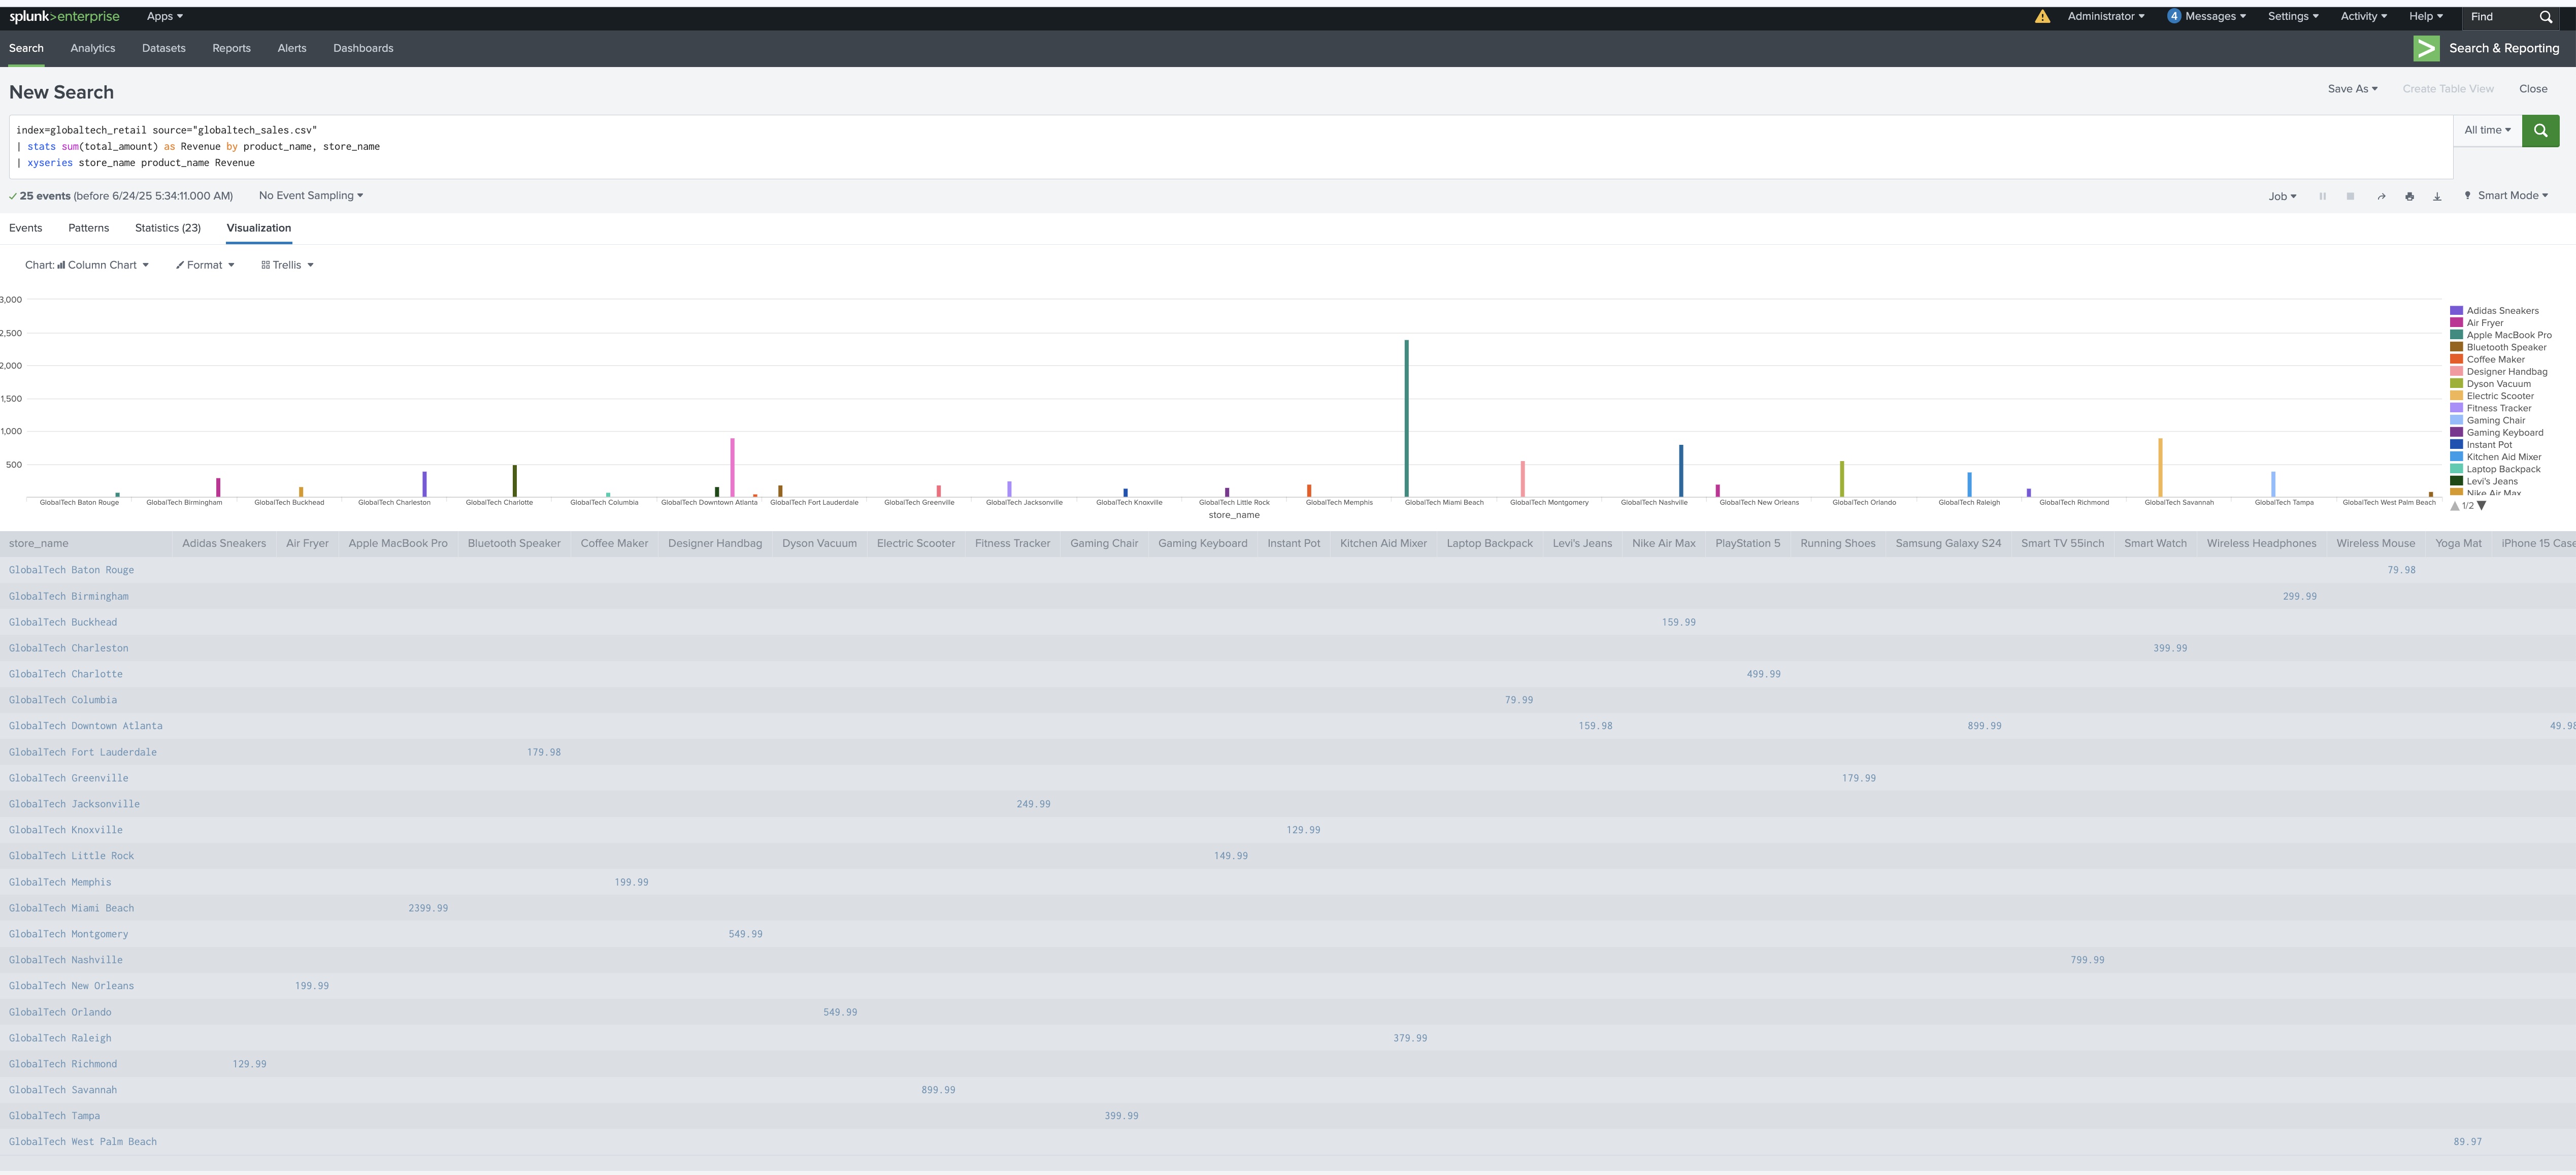 splunk>enterprise Apps Administrator 4 Messages Settings Activity Help Find
Search Analytics Datasets Reports Alerts Dashboards Search & Reporting
New Search Save As Create Table View Close
index=globaltech_retail source="globaltech_sales.csv" All time
| stats sum(total_amount) as Revenue by product_name, store_name
| xyseries store_name product_name Revenue
25 events (before 6/24/25 5:34:11.000 AM) No Event Sampling Job Smart Mode
Events Patterns Statistics (23) Visualization
Chart: Column Chart Format Trellis
3,000
2,500
2,000
1,500
1,000
500
GlobalTech Baton Rouge GlobalTech Birmingham GlobalTech Buckhead GlobalTech Charleston GlobalTech Charlotte GlobalTech Columbia GlobalTech Downtown Atlanta GlobalTech Fort Lauderdale GlobalTech Greenville GlobalTech Jacksonville GlobalTech Knoxville GlobalTech Little Rock GlobalTech Memphis GlobalTech Miami Beach GlobalTech Montgomery GlobalTech Nashville GlobalTech New Orleans GlobalTech Orlando GlobalTech Raleigh GlobalTech Richmond GlobalTech Savannah GlobalTech Tampa GlobalTech West Palm Beach
store_name
Adidas Sneakers
Air Fryer
Apple MacBook Pro
Bluetooth Speaker
Coffee Maker
Designer Handbag
Dyson Vacuum
Electric Scooter
Fitness Tracker
Gaming Chair
Gaming Keyboard
Instant Pot
Kitchen Aid Mixer
Laptop Backpack
Levi's Jeans
Nike Air Max
1/2
store_name Adidas Sneakers Air Fryer Apple MacBook Pro Bluetooth Speaker Coffee Maker Designer Handbag Dyson Vacuum Electric Scooter Fitness Tracker Gaming Chair Gaming Keyboard Instant Pot Kitchen Aid Mixer Laptop Backpack Levi's Jeans Nike Air Max PlayStation 5 Running Shoes Samsung Galaxy S24 Smart TV 55inch Smart Watch Wireless Headphones Wireless Mouse Yoga Mat iPhone 15 Case
GlobalTech Baton Rouge 79.98
GlobalTech Birmingham 299.99
GlobalTech Buckhead 159.99
GlobalTech Charleston 399.99
GlobalTech Charlotte 499.99
GlobalTech Columbia 79.99
GlobalTech Downtown Atlanta 159.98 899.99 49.98
GlobalTech Fort Lauderdale 179.98
GlobalTech Greenville 179.99
GlobalTech Jacksonville 249.99
GlobalTech Knoxville 129.99
GlobalTech Little Rock 149.99
GlobalTech Memphis 199.99
GlobalTech Miami Beach 2399.99
GlobalTech Montgomery 549.99
GlobalTech Nashville 799.99
GlobalTech New Orleans 199.99
GlobalTech Orlando 549.99
GlobalTech Raleigh 379.99
GlobalTech Richmond 129.99
GlobalTech Savannah 899.99
GlobalTech Tampa 399.99
GlobalTech West Palm Beach 89.97